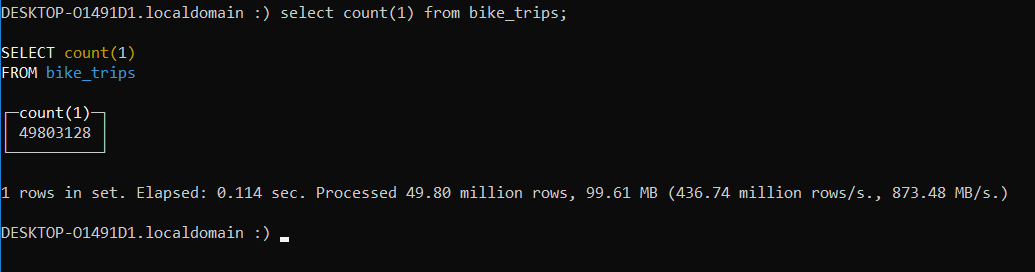 DESKTOP-O1491D1.localdomain :) select count(1) from bike_trips;
SELECT count(1)
FROM bike_trips
count(1)
49803128
1 rows in set. Elapsed: 0.114 sec. Processed 49.80 million rows, 99.61 MB (436.74 million rows/s., 873.48 MB/s.)
DESKTOP-O1491D1.localdomain :)